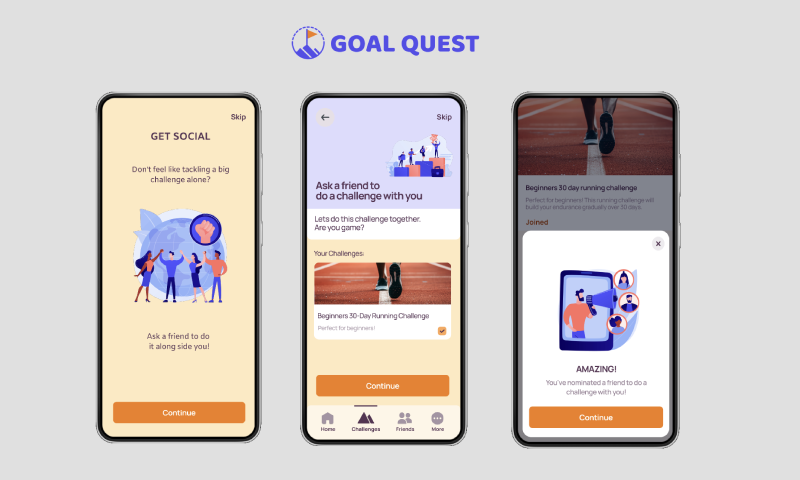 GOAL QUEST
Skip
GET SOCIAL
Don't feel like tackling a big
challenge alone?
Ask a friend to do
it along side you!
Continue
Skip
Ask a friend to
do a challenge with you
Lets do this challenge together.
Are you game?
Your Challenges:
Beginners 30-Day Running Challenge
Perfect for beginners!
Continue
Home
Challenges
Friends
More
Beginners 30 day running challenge
Perfect for beginners! This running challenge will
build your endurance gradually over 30 days.
Joined
AMAZING!
You've nominated a friend to do a
challenge with you!
Continue